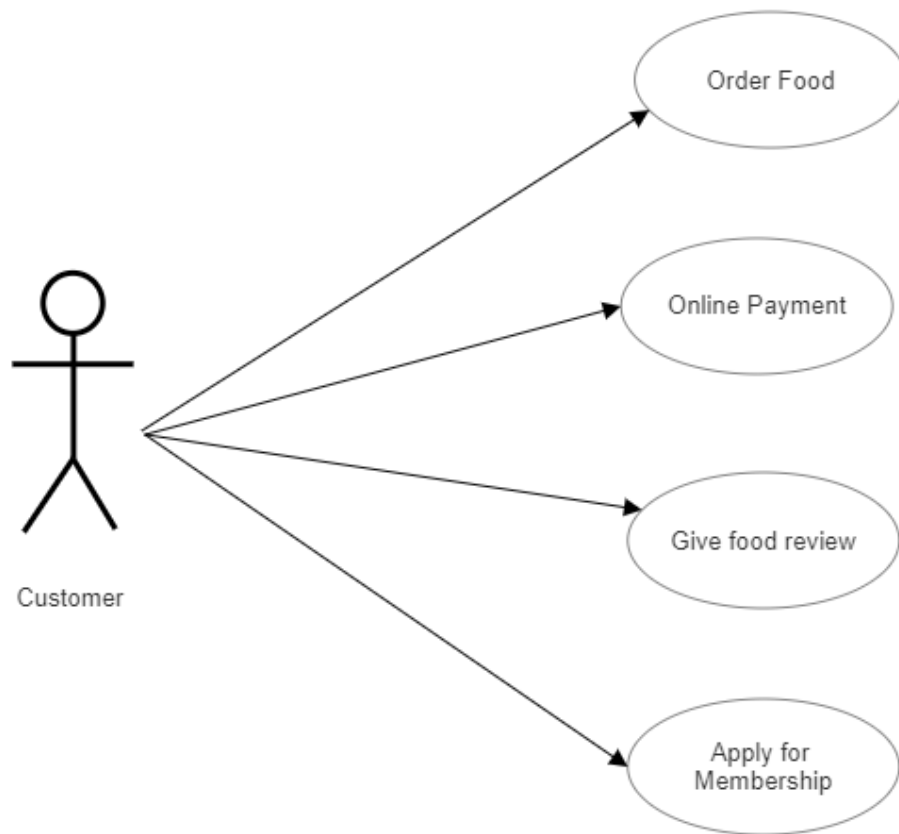 Order Food
Online Payment
Give food review
Customer
Apply for
Membership